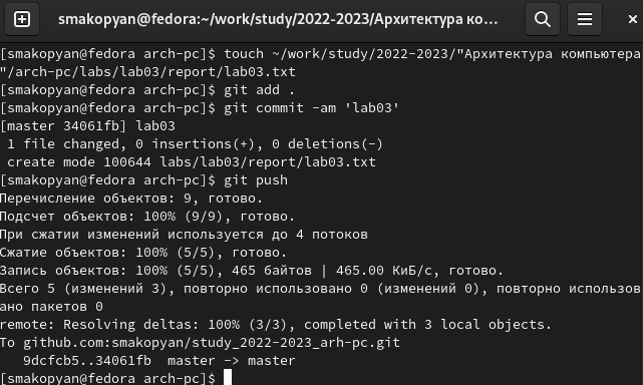 smakopyan@fedora:~/work/study/2022-2023/Архитектура ко...
[smakopyan@fedora arch-pc]$ touch ~/work/study/2022-2023/"Архитектура компьютера
"/arch-pc/labs/lab03/report/lab03.txt
[smakopyan@fedora arch-pc]$ git add .
[smakopyan@fedora arch-pc]$ git commit -am 'lab03'
[master 34061fb] lab03
 1 file changed, 0 insertions(+), 0 deletions(-)
 create mode 100644 labs/lab03/report/lab03.txt
[smakopyan@fedora arch-pc]$ git push
Перечисление объектов: 9, готово.
Подсчет объектов: 100% (9/9), готово.
При сжатии изменений используется до 4 потоков
Сжатие объектов: 100% (5/5), готово.
Запись объектов: 100% (5/5), 465 байтов | 465.00 КиБ/с, готово.
Всего 5 (изменений 3), повторно использовано 0 (изменений 0), повторно использов
ано пакетов 0
remote: Resolving deltas: 100% (3/3), completed with 3 local objects.
To github.com:smakopyan/study_2022-2023_arh-pc.git
   9dcfcb5..34061fb  master -> master
[smakopyan@fedora arch-pc]$